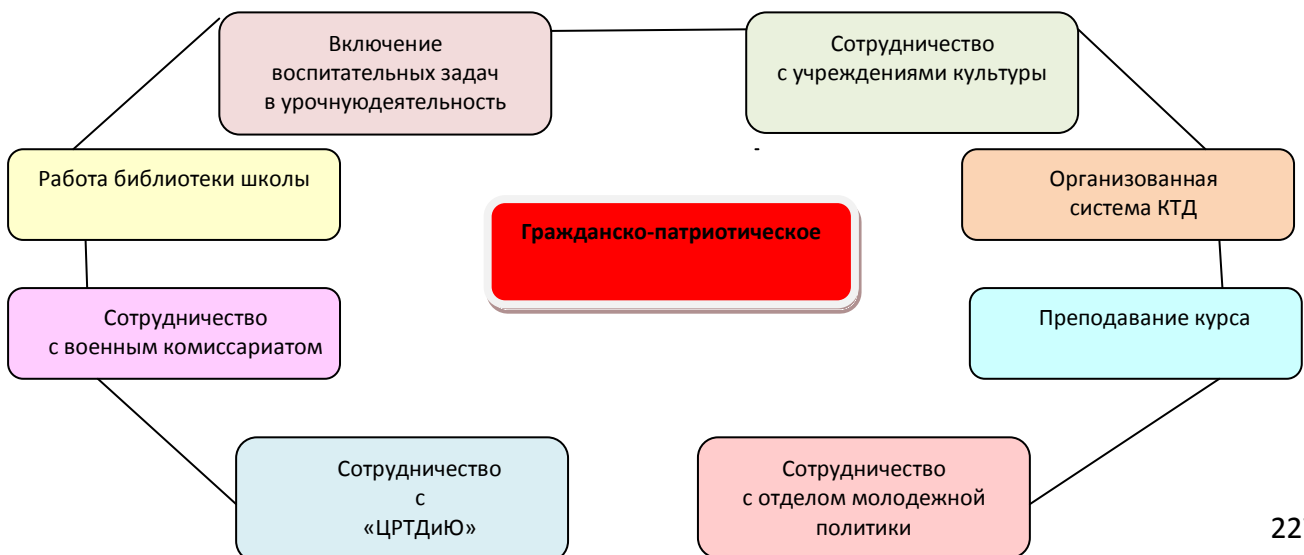 Включение
воспитательных задач
в урочнуюдеятельность
Сотрудничество
с учреждениями культуры
-
Работа библиотеки школы
Организованная
система КТД
Гражданско-патриотическое
Сотрудничество
с военным комиссариатом
Преподавание курса
Сотрудничество
с
«ЦРТДиЮ»
Сотрудничество
с отделом молодежной
политики
22